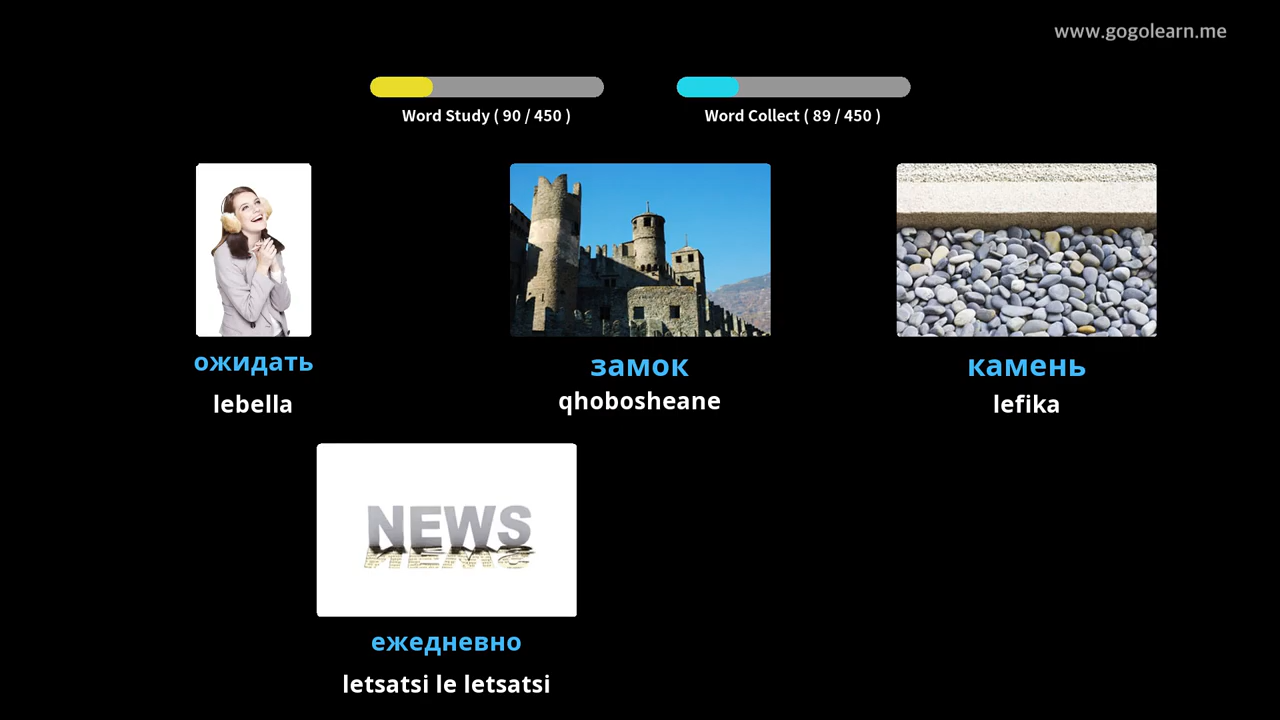 www.gogolearn.me
Word Study ( 90 / 450 )
Word Collect ( 89 / 450 )
ожидать
lebella
замок
qhobosheane
камень
lefika
NEWS
ежедневно
letsatsi le letsatsi